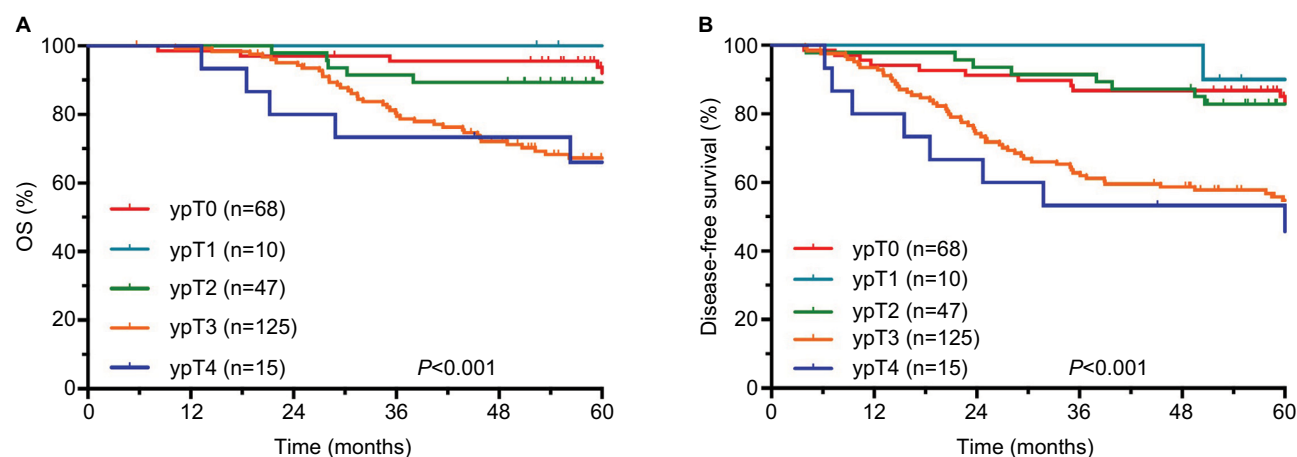 A
OS (%)
100
80
60
40
20
0
ypT0 (n=68)
ypT1 (n=10)
ypT2 (n=47)
ypT3 (n=125)
ypT4 (n=15)
P<0.001
0 12 24 36 48 60
Time (months)
B
Disease-free survival (%)
100
80
60
40
20
0
ypT0 (n=68)
ypT1 (n=10)
ypT2 (n=47)
ypT3 (n=125)
ypT4 (n=15)
P<0.001
0 12 24 36 48 60
Time (months)